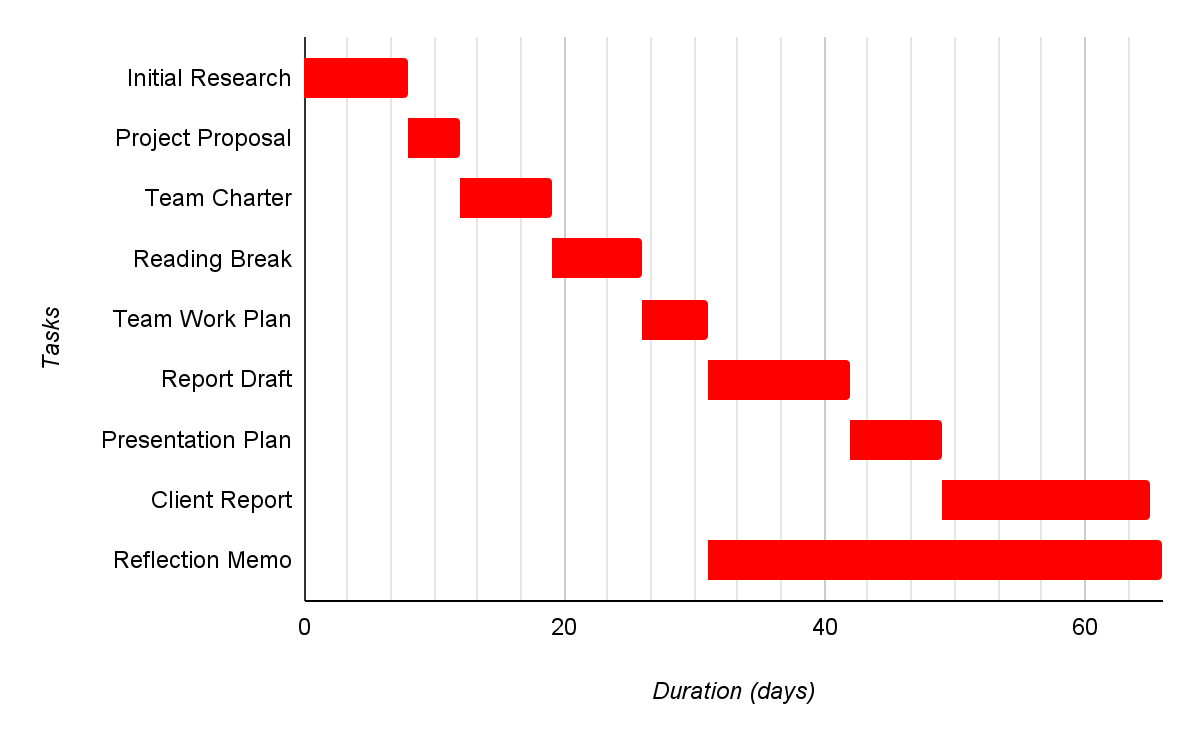 Tasks
Initial Research
Project Proposal
Team Charter
Reading Break
Team Work Plan
Report Draft
Presentation Plan
Client Report
Reflection Memo
0 20 40 60
Duration (days)